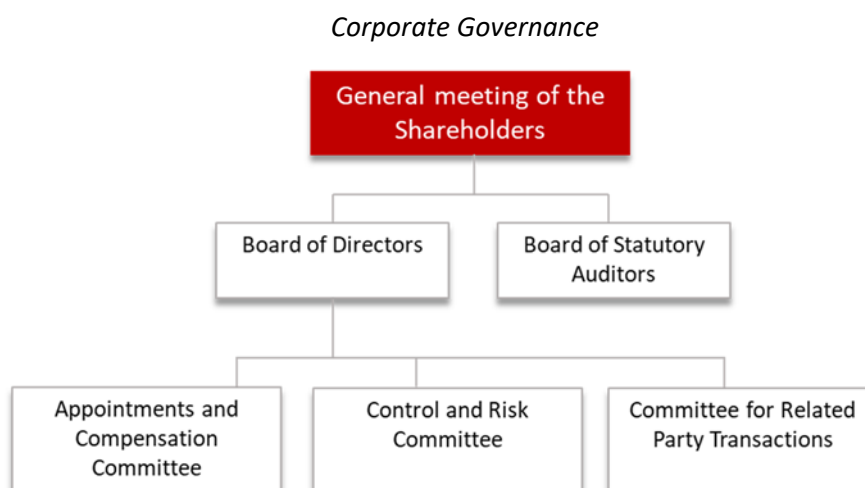 Corporate Governance
General meeting of the
Shareholders
Board of Directors
Board of Statutory
Auditors
Appointments and
Compensation
Committee
Control and Risk
Committee
Committee for Related
Party Transactions